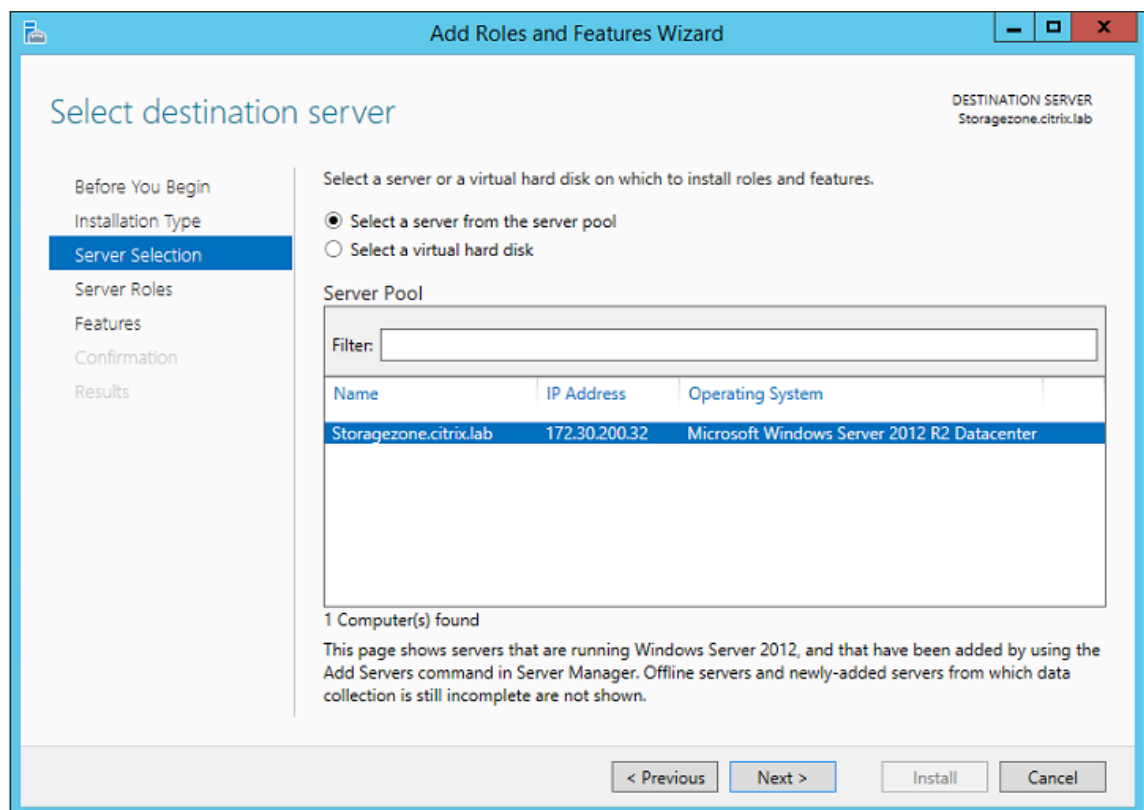 Add Roles and Features Wizard
Select destination server
DESTINATION SERVER
Storagezone.citrix.lab
Before You Begin
Installation Type
Server Selection
Server Roles
Features
Confirmation
Results
Select a server or a virtual hard disk on which to install roles and features.
Select a server from the server pool
Select a virtual hard disk
Server Pool
Filter:
Name IP Address Operating System
Storagezone.citrix.lab 172.30.200.32 Microsoft Windows Server 2012 R2 Datacenter
1 Computer(s) found
This page shows servers that are running Windows Server 2012, and that have been added by using the
Add Servers command in Server Manager. Offline servers and newly-added servers from which data
collection is still incomplete are not shown.
< Previous Next > Install Cancel